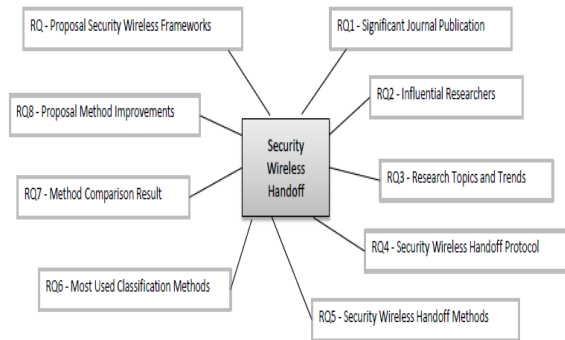 RQ - Proposal Security Wireless Frameworks
RQ1 - Significant Journal Publication
RQ2 - Influential Researchers
RQ8 - Proposal Method Improvements
Security
Wireless
Handoff
RQ3 - Research Topics and Trends
RQ7 - Method Comparison Result
RQ4 - Security Wireless Handoff Protocol
RQ6 - Most Used Classification Methods
RQ5 - Security Wireless Handoff Methods